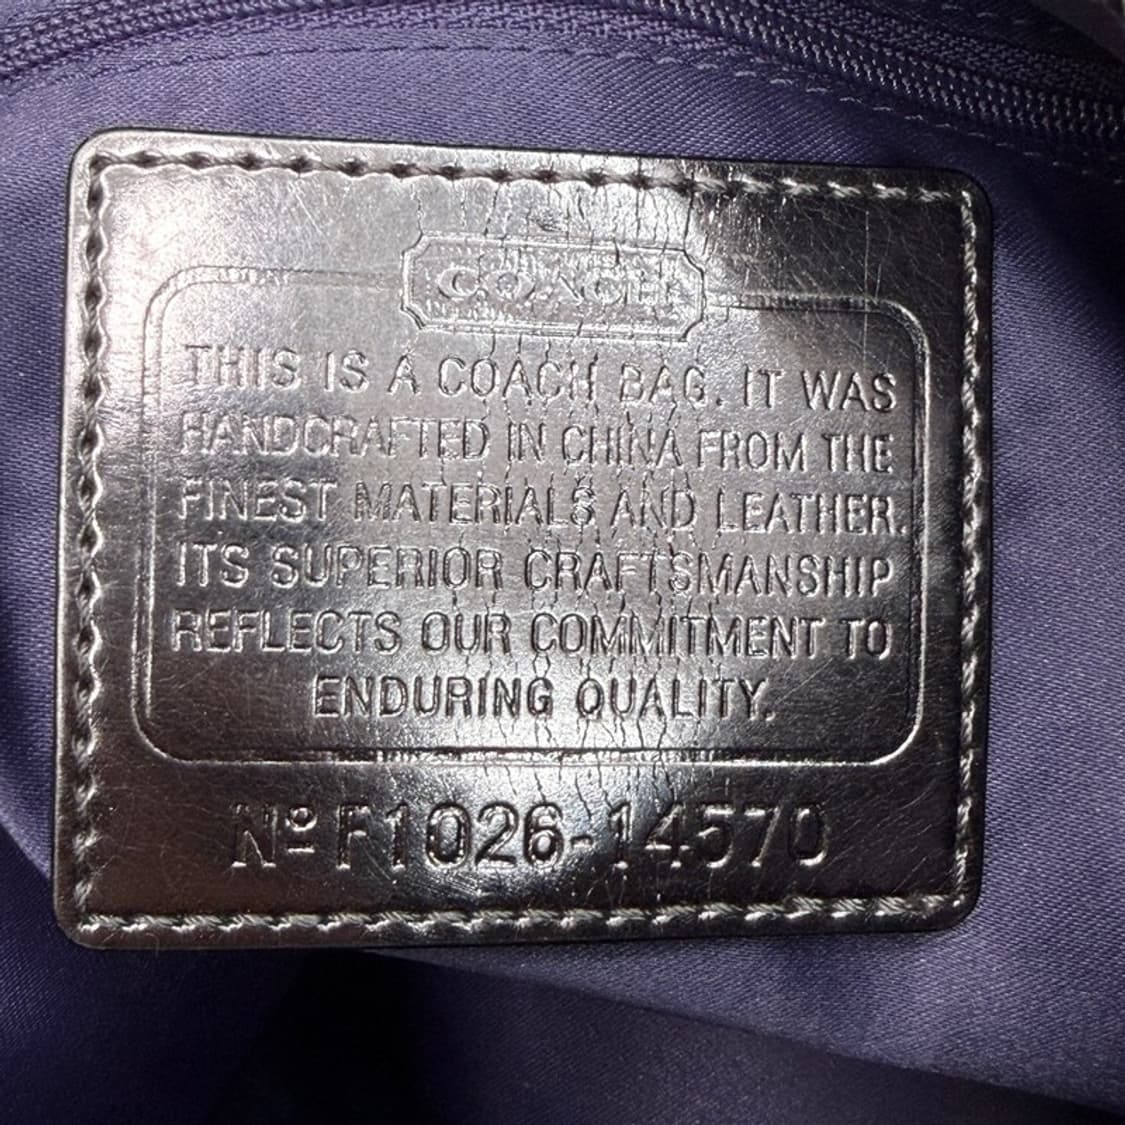 COACH
THIS IS A COACH BAG. IT WAS
HANDCRAFTED IN CHINA FROM THE
FINEST MATERIALS AND LEATHER.
ITS SUPERIOR CRAFTSMANSHIP
REFLECTS OUR COMMITMENT TO
ENDURING QUALITY.
Nº F1026-14570